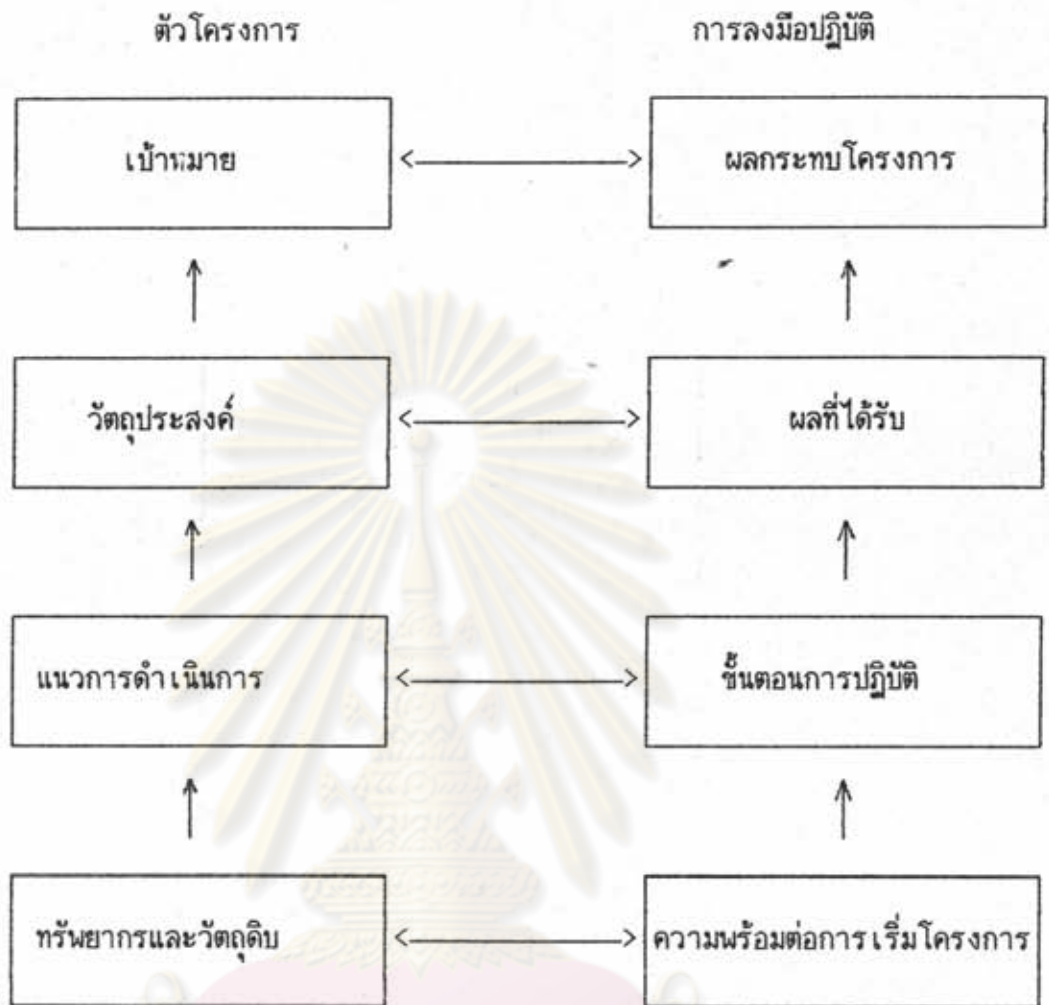 ตัวโครงการ การลงมือปฏิบัติ
เป้าหมาย ผลกระทบโครงการ
วัตถุประสงค์ ผลที่ได้รับ
แนวการดำเนินการ ขั้นตอนการปฏิบัติ
ทรัพยากรและวัตถุดิบ ความพร้อมต่อการเริ่มโครงการ